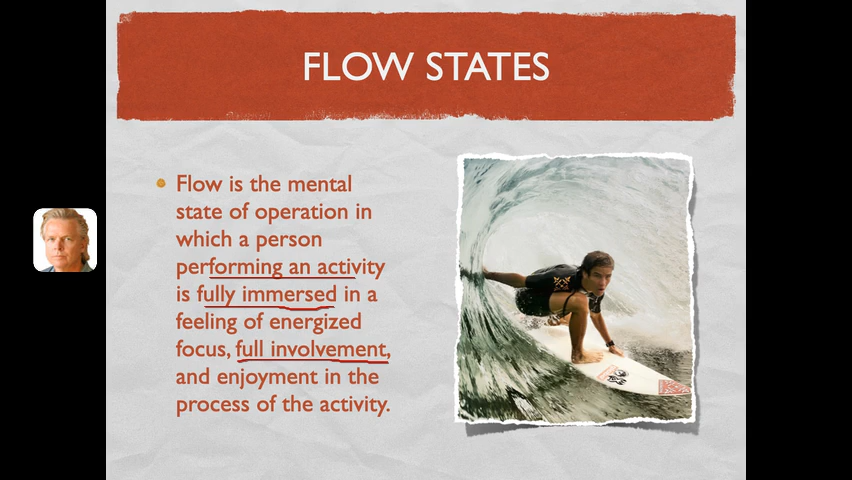 FLOW STATES
Flow is the mental
state of operation in
which a person
performing an activity
is fully immersed in a
feeling of energized
focus, full involvement,
and enjoyment in the
process of the activity.